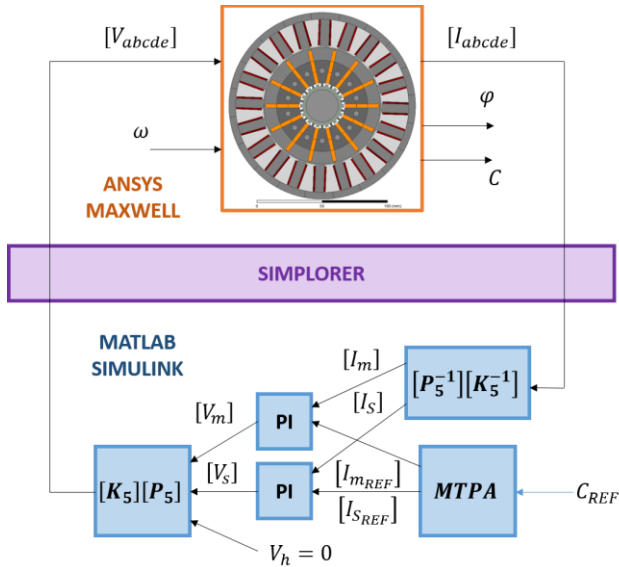 [V_abcde]
[I_abcde]
φ
ω
C
ANSYS
MAXWELL
0
SIMPLORER
MATLAB
SIMULINK
[I_m]
[P_5^-1][K_5^-1]
[I_S]
[V_m]
PI
[V_s]
PI
[I_mREF]
[I_SREF]
[K_5][P_5]
MTPA
C_REF
V_h = 0